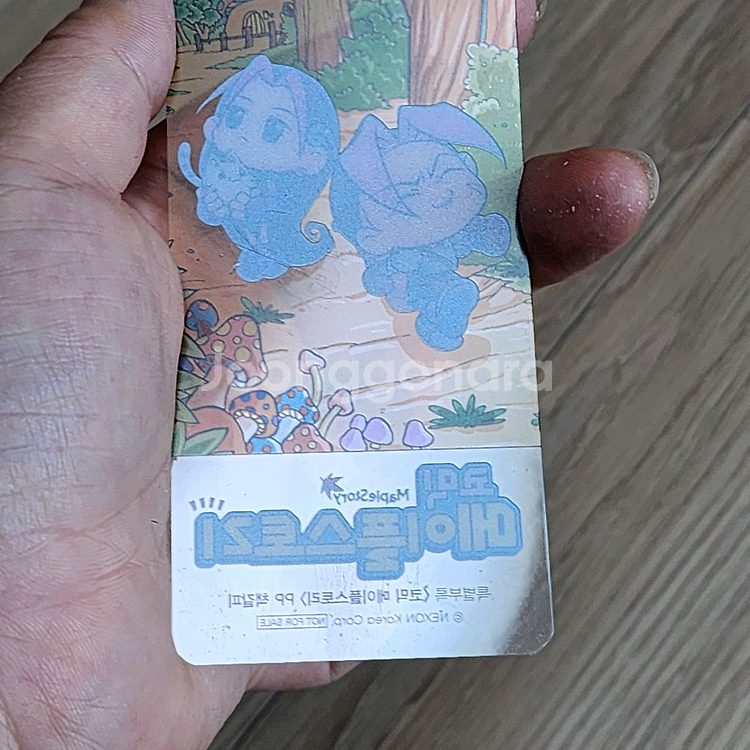 Joonggonara
코믹
MapleStory
메이플스토리
특별부록 <코믹 메이플스토리> PP 책갈피
© NEXON Korea Corp. NOT FOR SALE